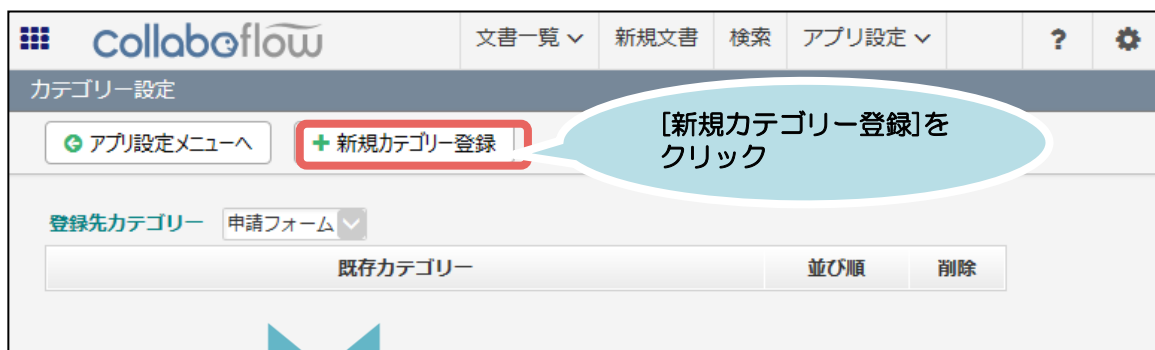 collaboflow
文書一覧 新規文書 検索 アプリ設定 ?
カテゴリー設定
アプリ設定メニューへ + 新規カテゴリー登録
[新規カテゴリー登録]を
クリック
登録先カテゴリー 申請フォーム
既存カテゴリー 並び順 削除